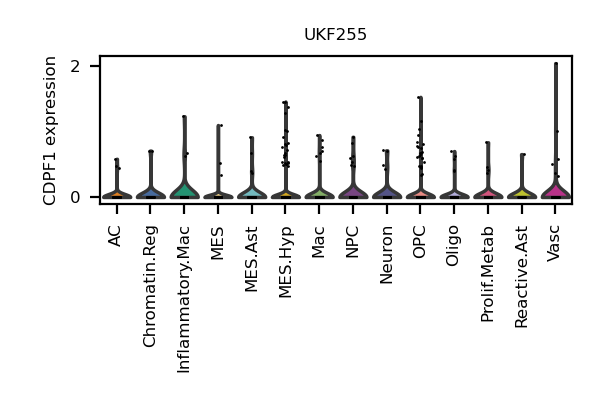 UKF255
CDPF1 expression
2
0
AC
Chromatin.Reg
Inflammatory.Mac
MES
MES.Ast
MES.Hyp
Mac
NPC
Neuron
OPC
Oligo
Prolif.Metab
Reactive.Ast
Vasc